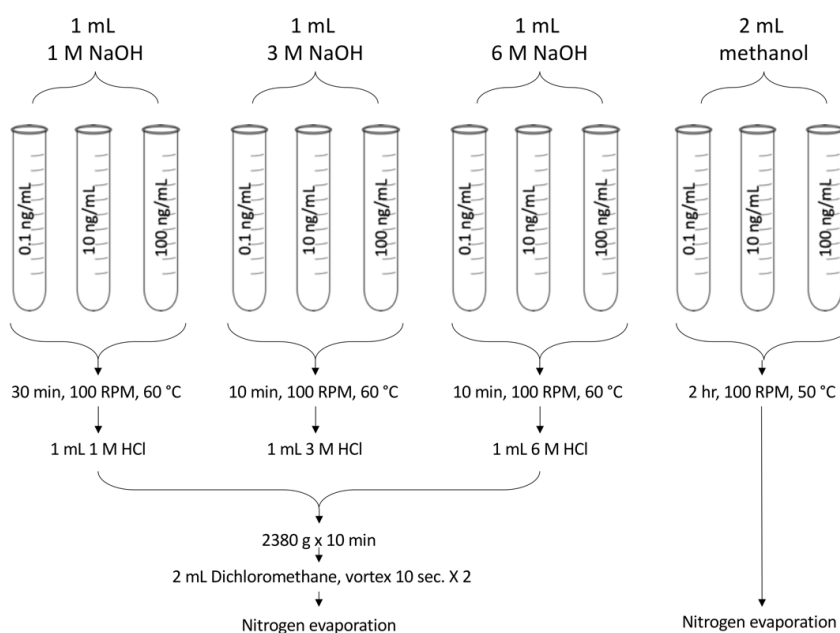 1 mL
1 M NaOH
1 mL
3 M NaOH
1 mL
6 M NaOH
2 mL
methanol
0.1 ng/mL
10 ng/mL
100 ng/mL
0.1 ng/mL
10 ng/mL
100 ng/mL
0.1 ng/mL
10 ng/mL
100 ng/mL
0.1 ng/mL
10 ng/mL
100 ng/mL
30 min, 100 RPM, 60 °C
10 min, 100 RPM, 60 °C
10 min, 100 RPM, 60 °C
2 hr, 100 RPM, 50 °C
1 mL 1 M HCl
1 mL 3 M HCl
1 mL 6 M HCl
2380 g x 10 min
2 mL Dichloromethane, vortex 10 sec. X 2
Nitrogen evaporation
Nitrogen evaporation